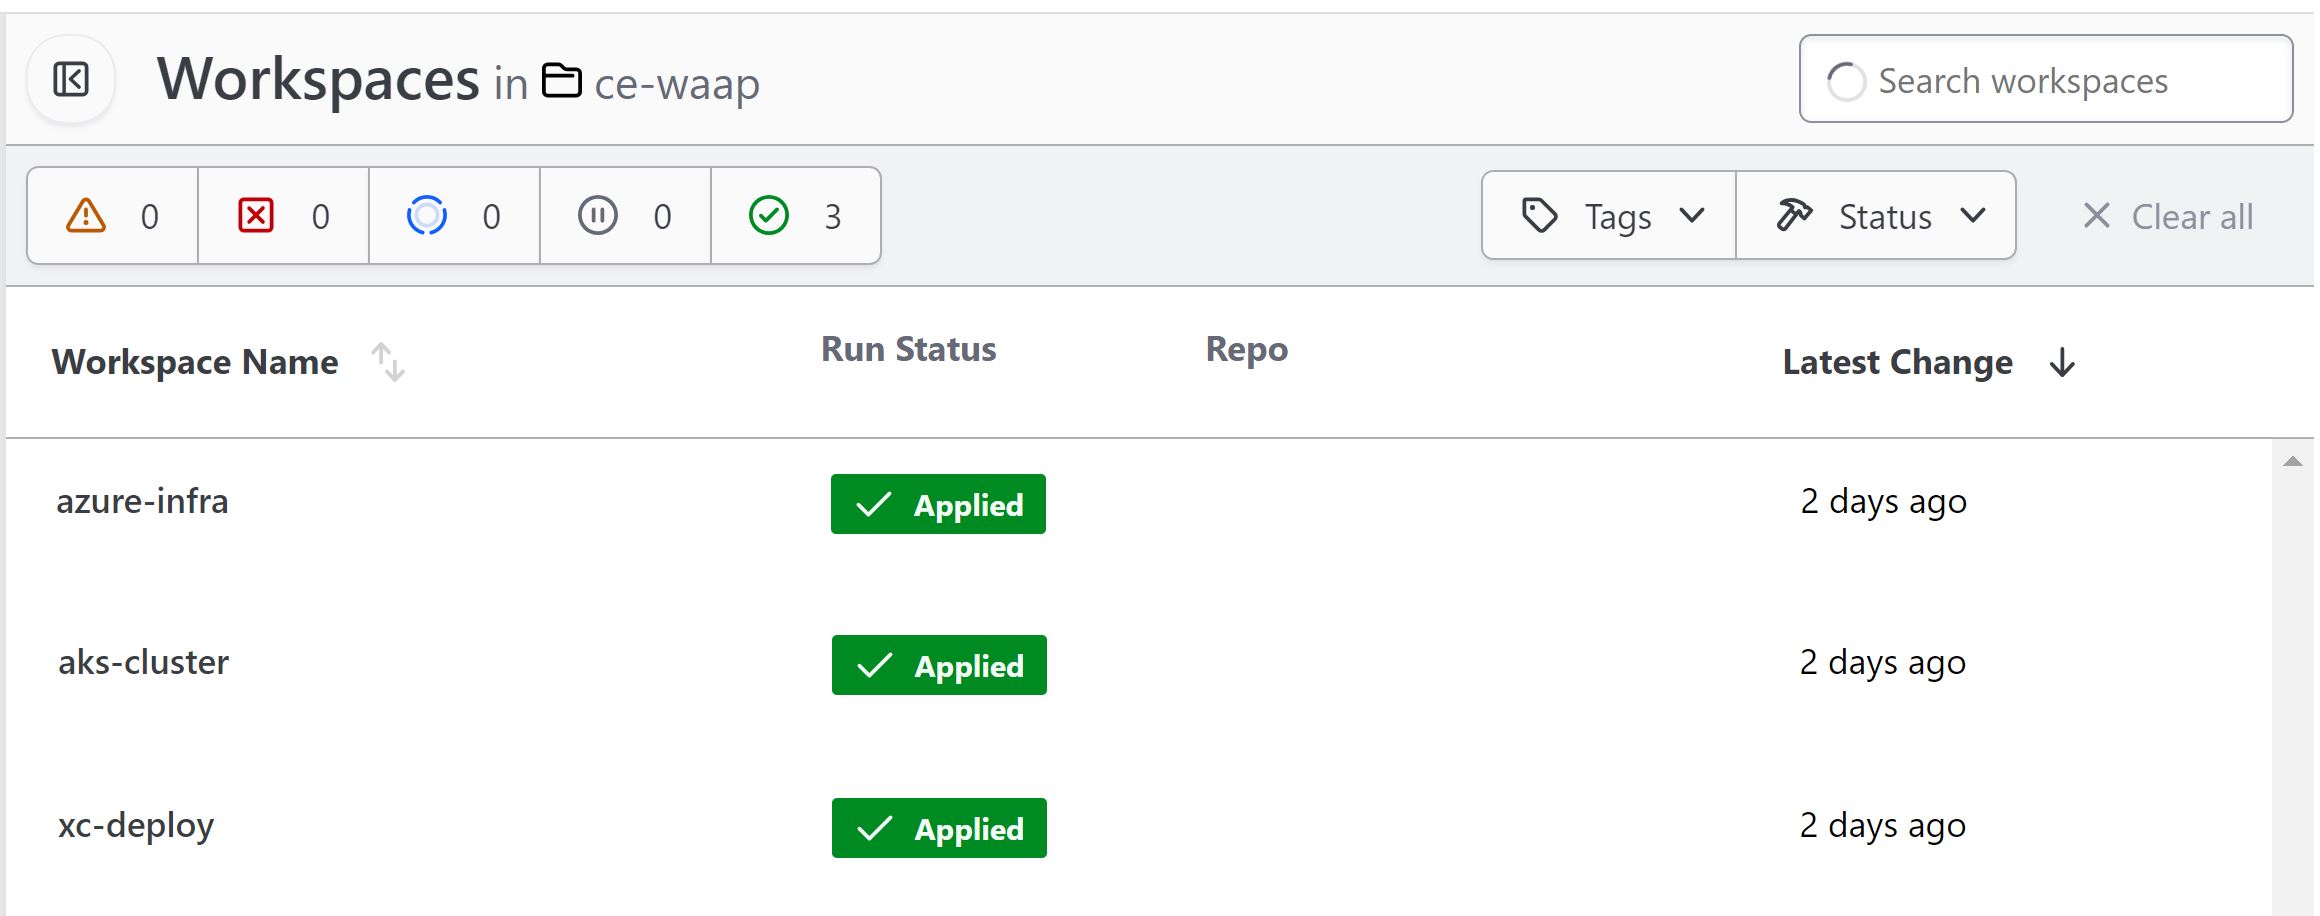 Workspaces in ce-waap
Search workspaces
0 0 0 0 3
Tags Status Clear all
Workspace Name Run Status Repo Latest Change
azure-infra Applied 2 days ago
aks-cluster Applied 2 days ago
xc-deploy Applied 2 days ago